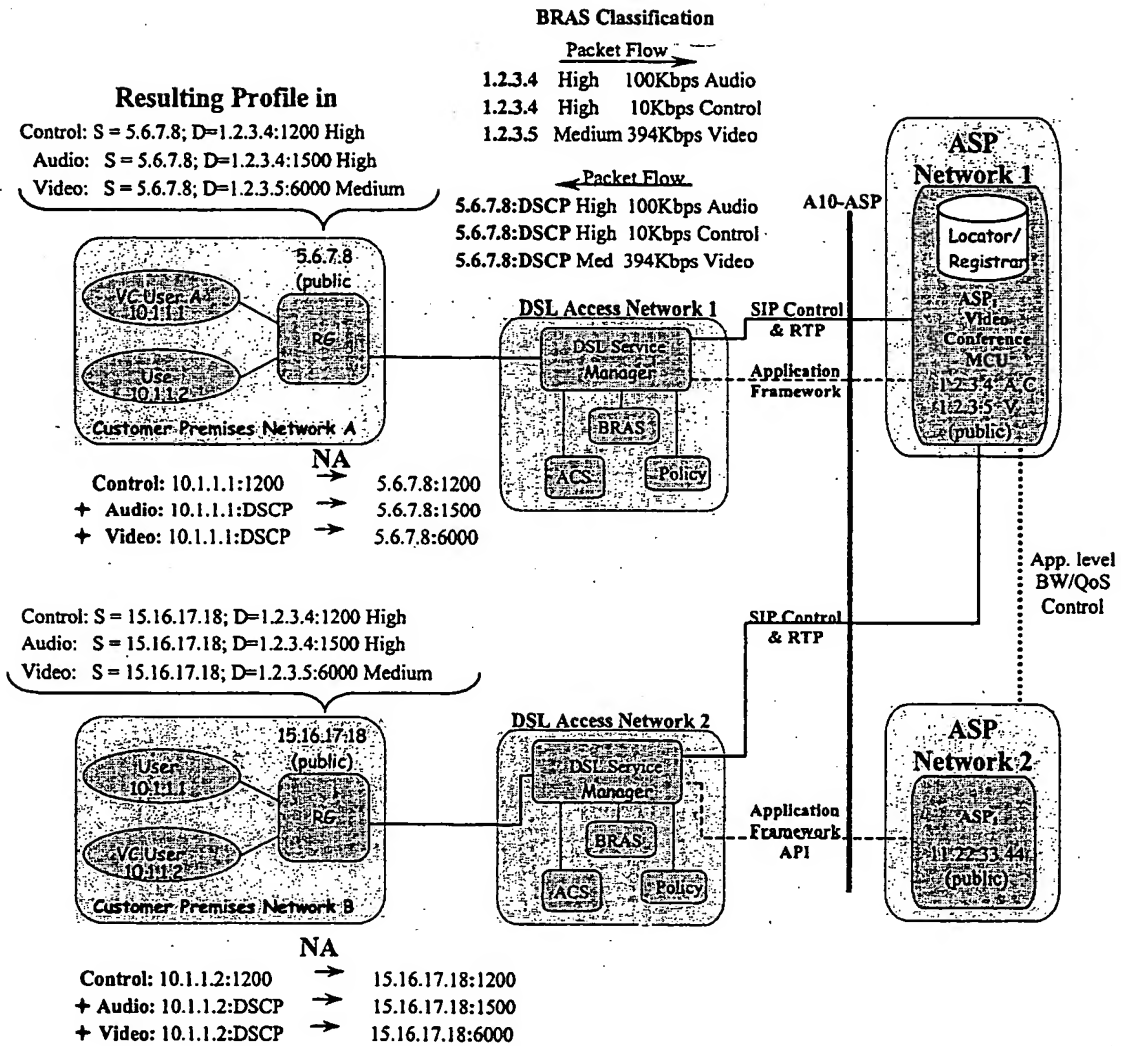 BRAS Classification
Packet Flow
1.2.3.4 High 100Kbps Audio
1.2.3.4 High 10Kbps Control
1.2.3.5 Medium 394Kbps Video
Resulting Profile in
Control: S = 5.6.7.8; D=1.2.3.4:1200 High
Audio: S = 5.6.7.8; D=1.2.3.4:1500 High
Video: S = 5.6.7.8; D=1.2.3.5:6000 Medium
Packet Flow
5.6.7.8:DSCP High 100Kbps Audio
5.6.7.8:DSCP High 10Kbps Control
5.6.7.8:DSCP Med 394Kbps Video
A10-ASP
ASP
Network 1
Locator/
Registrar
ASP1
Video
Conference
MCU
1.2.3.4 A,C
1.2.3.5 V
(public)
5.6.7.8
(public
VC User A
10.1.1.1
RG
Use
10.1.1.2
Customer Premises Network A
DSL Access Network 1
DSL Service
Manager
BRAS
ACS
Policy
SIP Control
& RTP
Application
Framework
NA
Control: 10.1.1.1:1200 → 5.6.7.8:1200
+ Audio: 10.1.1.1:DSCP → 5.6.7.8:1500
+ Video: 10.1.1.1:DSCP → 5.6.7.8:6000
App. level
BW/QoS
Control
Control: S = 15.16.17.18; D=1.2.3.4:1200 High
Audio: S = 15.16.17.18; D=1.2.3.4:1500 High
Video: S = 15.16.17.18; D=1.2.3.5:6000 Medium
SIP Control
& RTP
15.16.17.18
(public)
User
10.1.1.1
RG
VC User
10.1.1.2
Customer Premises Network B
DSL Access Network 2
DSL Service
Manager
BRAS
ACS
Policy
Application
Framework
API
ASP
Network 2
11.22.33.44
(public)
NA
Control: 10.1.1.2:1200 → 15.16.17.18:1200
+ Audio: 10.1.1.2:DSCP → 15.16.17.18:1500
+ Video: 10.1.1.2:DSCP → 15.16.17.18:6000